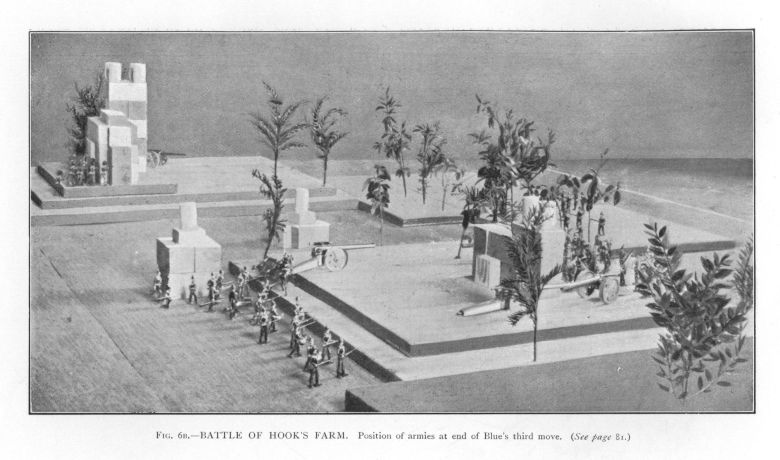 Fig. 6b.—BATTLE OF HOOK'S FARM. Position of armies at end of Blue's third move. (See page 81.)